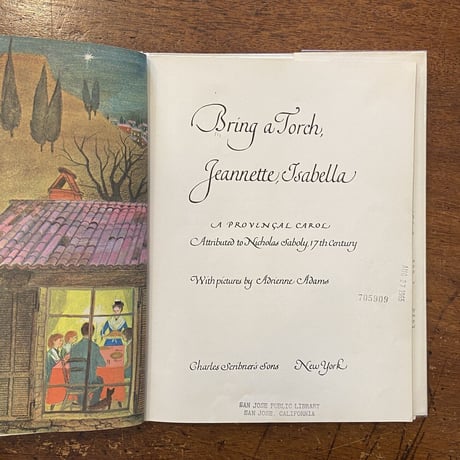 Bring a Torch,
Jeannette, Isabella
A PROVENÇAL CAROL
Attributed to Nicholas Saboly, 17th Century
With pictures by Adrienne Adams
705909
Charles Scribner's Sons New York
SAN JOSE PUBLIC LIBRARY
SAN JOSE, CALIFORNIA